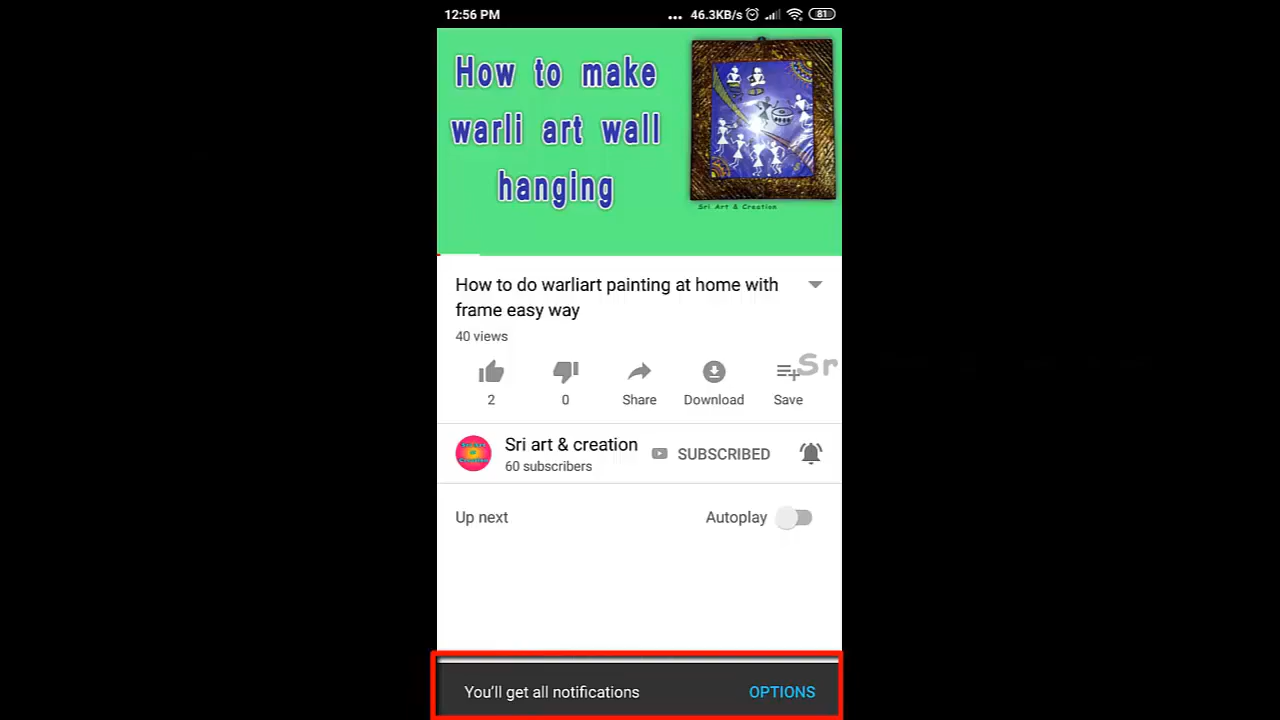 12:56 PM
... 46.3KB/s 81
How to make
warli art wall
hanging
Sri Art & Creation
How to do warliart painting at home with
frame easy way
40 views
2
0
Share
Download
Save
Sr
Sri art & creation
60 subscribers
SUBSCRIBED
Up next
Autoplay
You'll get all notifications
OPTIONS